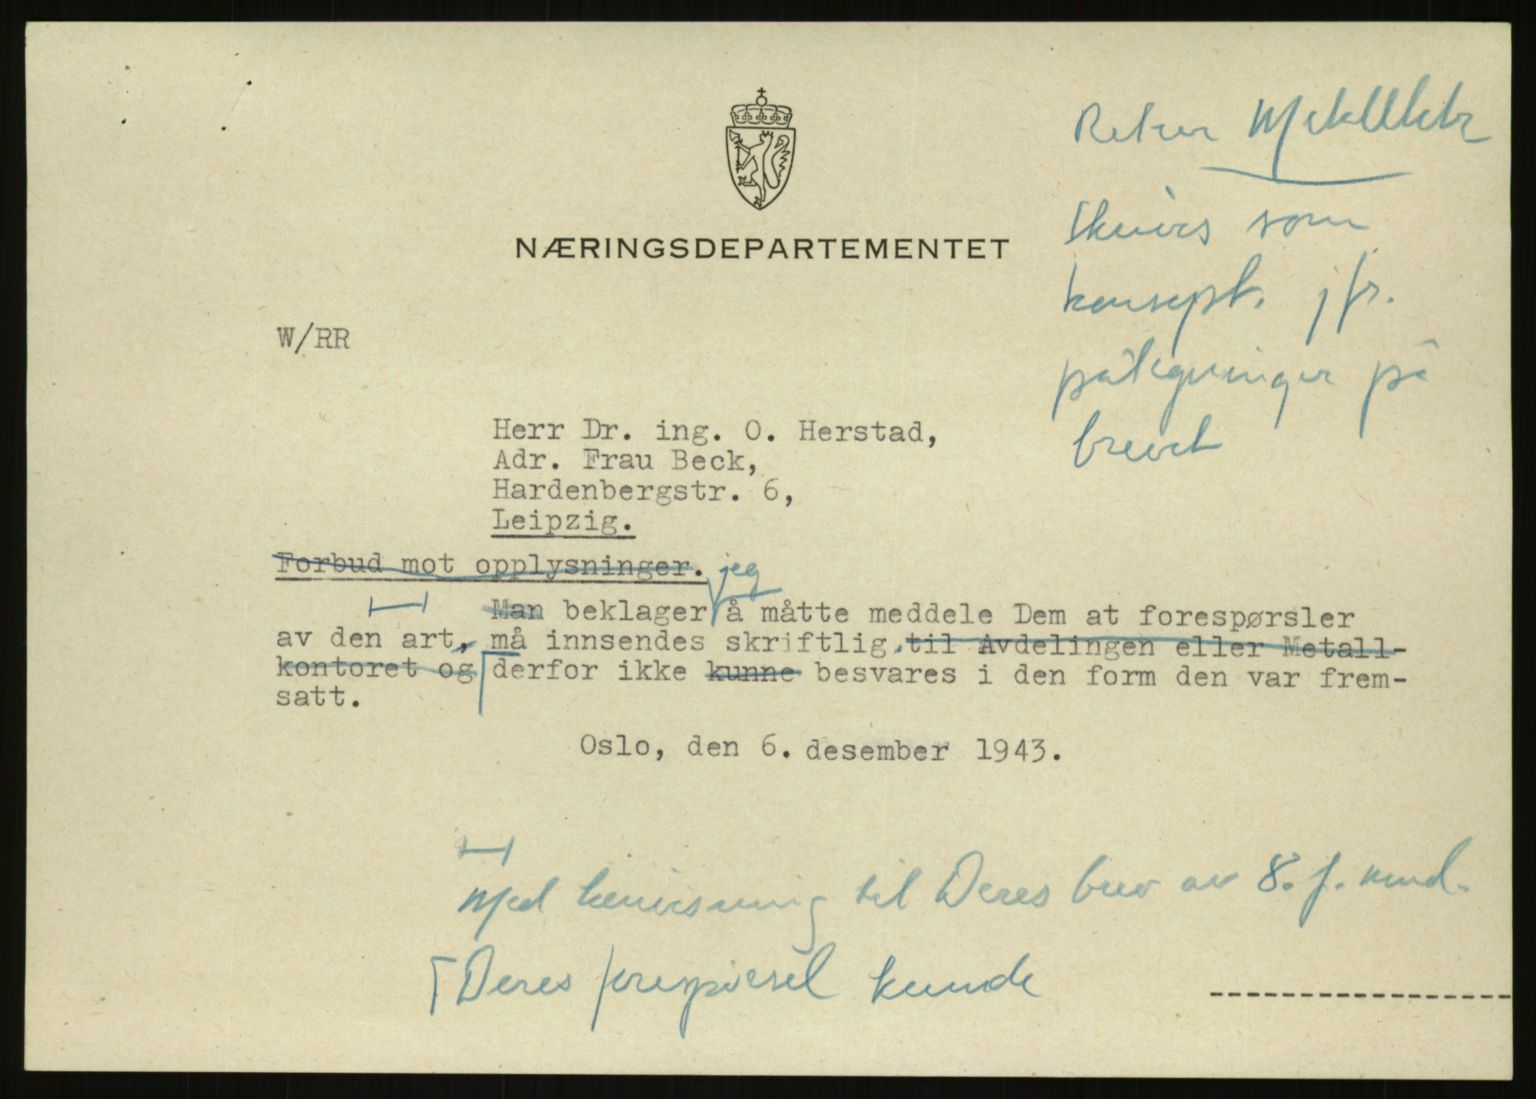 Retur Met
Skrives som
NÆRINGSDEPARTEMENTET
konsept. jfr.
W/RR
påtegninger på
brevet
Herr Dr. ing. O. Herstad,
Adr. Frau Beck,
Hardenbergstr. 6,
Leipzig.
Forbud mot opplysninger. jeg
Man beklager å måtte meddele Dem at forespørsler
av den art, må innsendes skriftlig.til Avdelingen eller Metall-
kontoret og derfor ikke kunne besvares i den form den var frem-
satt.
Oslo, den 6. desember 1943.
Med henvisning til Deres brev av 8. f. mnd.
Deres forespørsel kunde